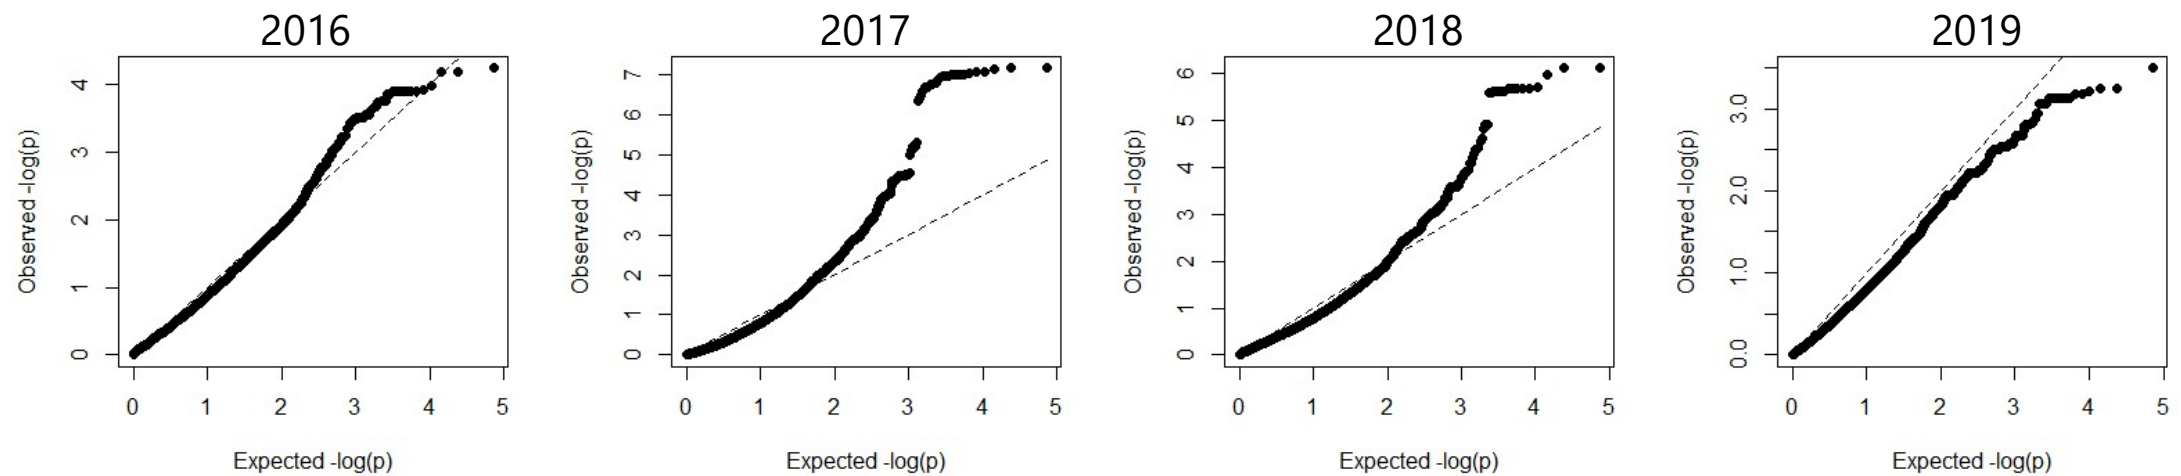 2016
2017
2018
2019
Observed -log(p)
0 1 2 3 4
0 1 2 3 4 5
Expected -log(p)
Observed -log(p)
0 1 2 3 4 5 6 7
0 1 2 3 4 5
Expected -log(p)
Observed -log(p)
0 1 2 3 4 5 6
0 1 2 3 4 5
Expected -log(p)
Observed -log(p)
0.0 1.0 2.0 3.0
0 1 2 3 4 5
Expected -log(p)